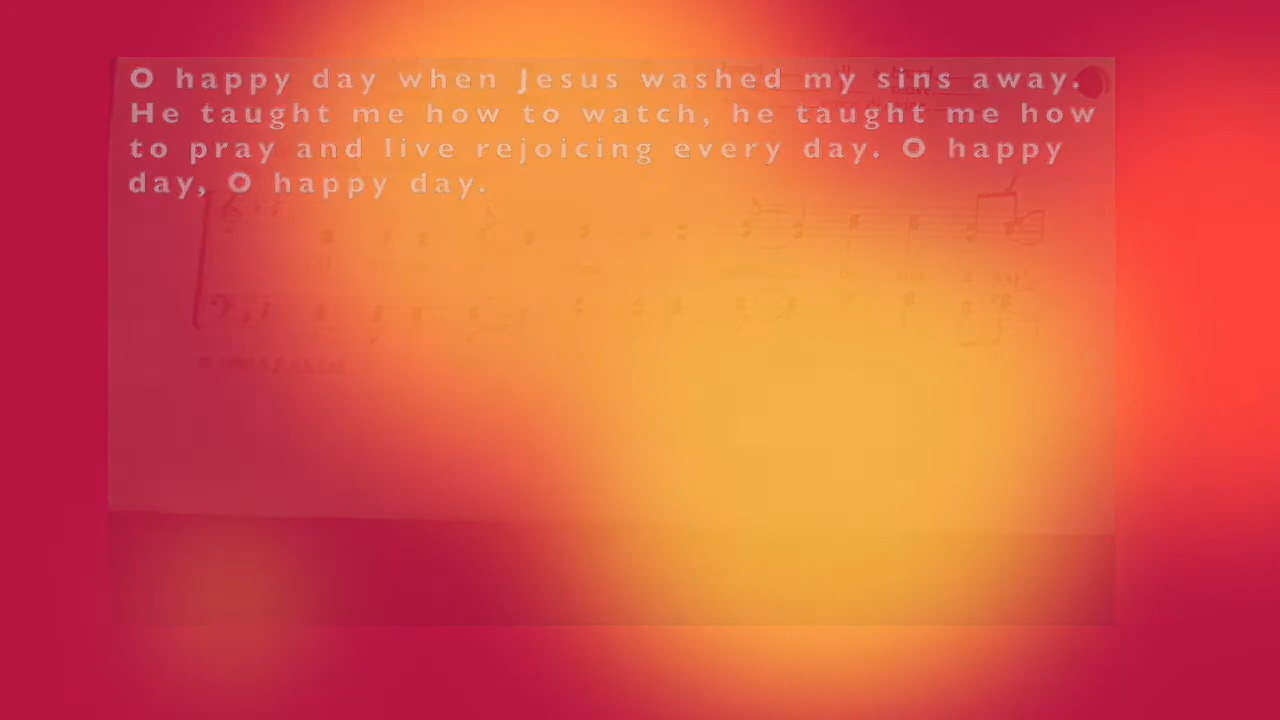 O happy day when Jesus washed my sins away.
He taught me how to watch, he taught me how
to pray and live rejoicing every day. O happy
day, O happy day.